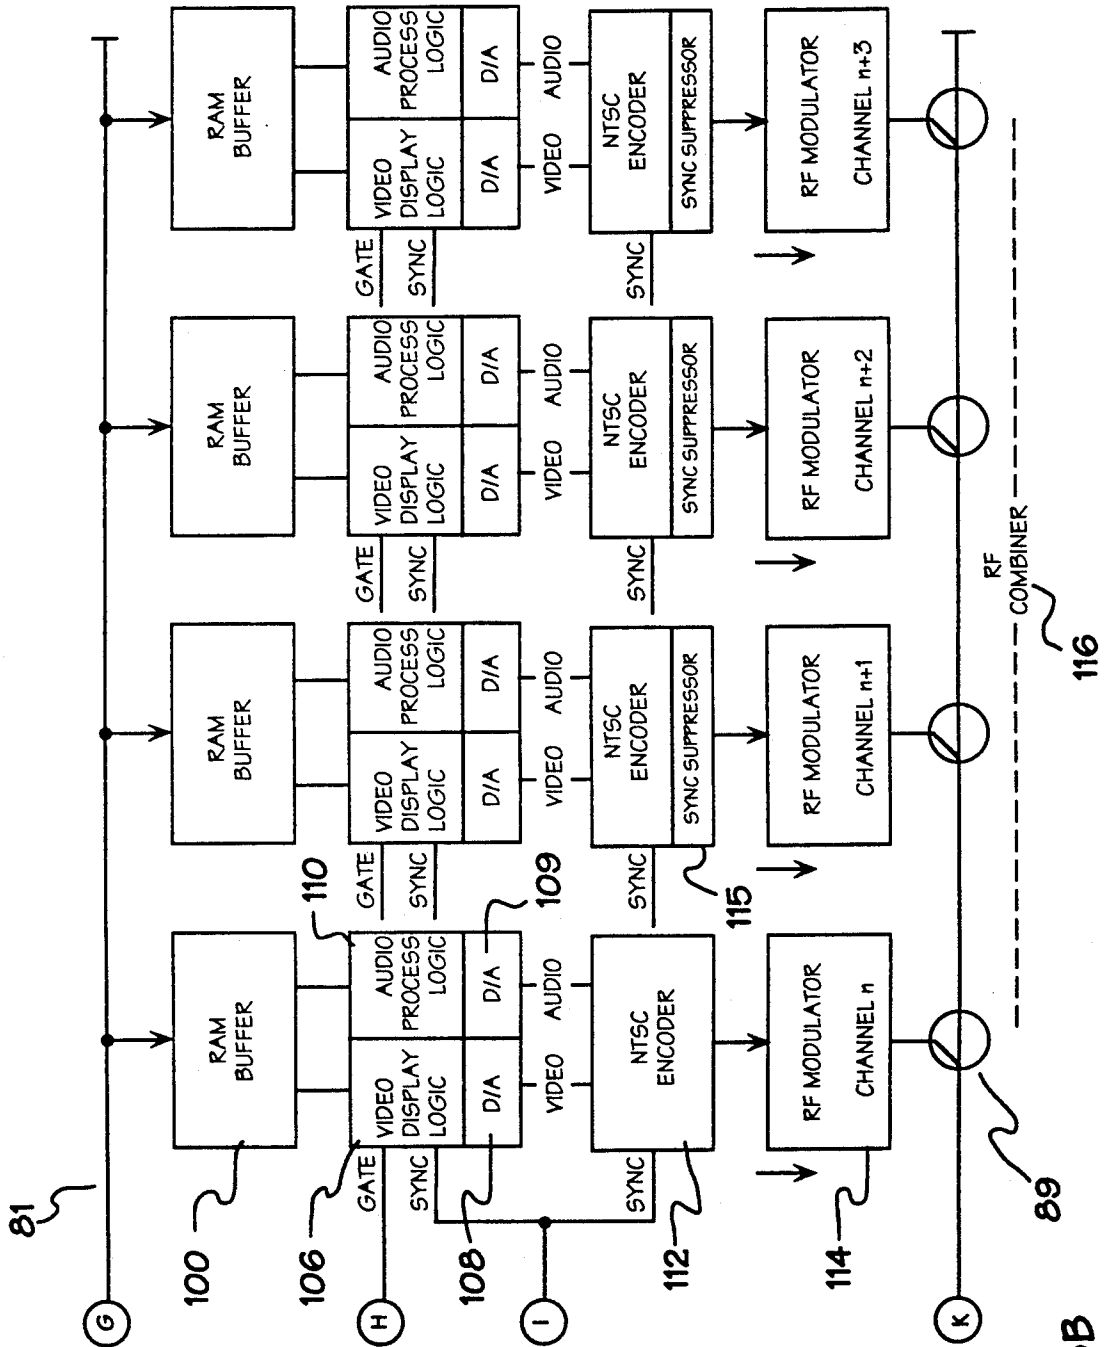 81
G
RAM
BUFFER
RAM
BUFFER
RAM
BUFFER
RAM
BUFFER
100
106
110
VIDEO
DISPLAY
LOGIC
AUDIO
PROCESS
LOGIC
VIDEO
DISPLAY
LOGIC
AUDIO
PROCESS
LOGIC
VIDEO
DISPLAY
LOGIC
AUDIO
PROCESS
LOGIC
VIDEO
DISPLAY
LOGIC
AUDIO
PROCESS
LOGIC
H
GATE
SYNC
GATE
SYNC
GATE
SYNC
GATE
SYNC
108
D/A
D/A
109
D/A
D/A
D/A
D/A
D/A
D/A
I
VIDEO
AUDIO
VIDEO
AUDIO
VIDEO
AUDIO
VIDEO
AUDIO
SYNC
NTSC
ENCODER
SYNC
NTSC
ENCODER
SYNC SUPPRESSOR
SYNC
NTSC
ENCODER
SYNC SUPPRESSOR
SYNC
NTSC
ENCODER
SYNC SUPPRESSOR
112
115
114
RF MODULATOR
CHANNEL n
RF MODULATOR
CHANNEL n+1
RF MODULATOR
CHANNEL n+2
RF MODULATOR
CHANNEL n+3
K
89
RF
COMBINER
116